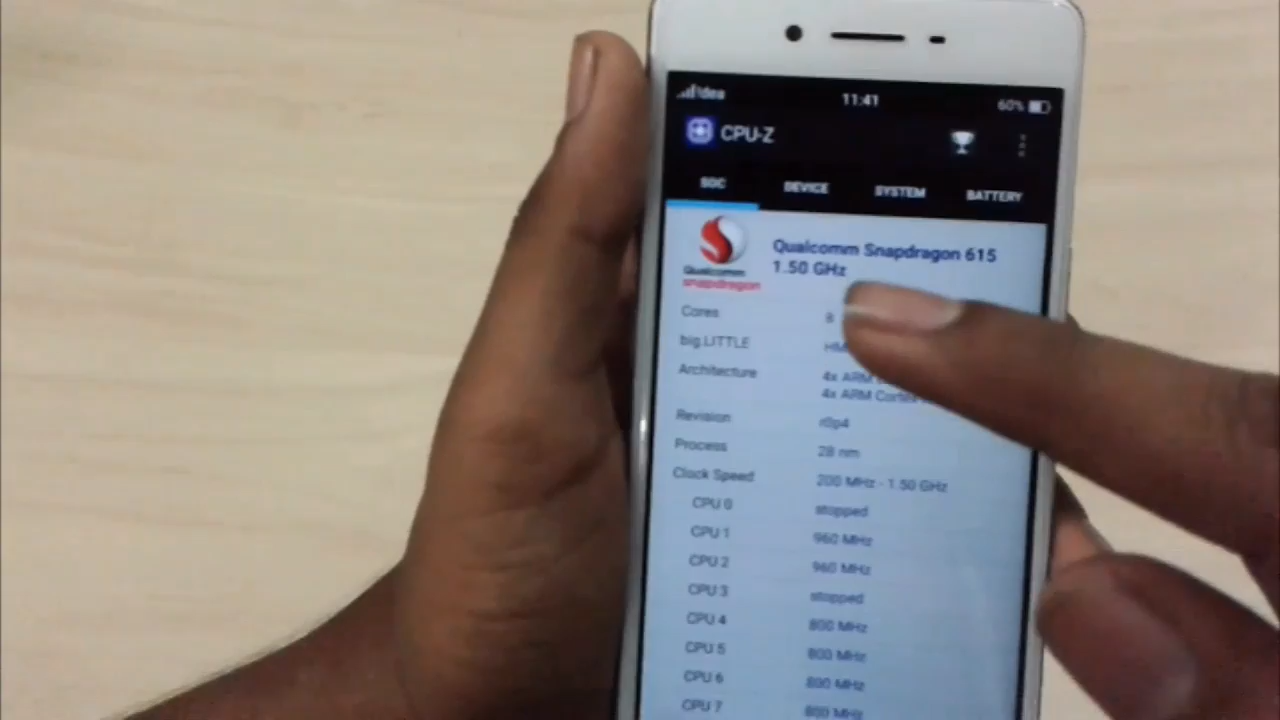 Idea 11:41 60%
CPU-Z
SOC DEVICE SYSTEM BATTERY
Qualcomm Snapdragon 615
1.50 GHz
Qualcomm
snapdragon
Cores 8
big.LITTLE
Architecture 4x ARM
4x ARM Cortex
Revision r0p4
Process 28 nm
Clock Speed 200 MHz - 1.50 GHz
CPU 0 stopped
CPU 1 960 MHz
CPU 2 960 MHz
CPU 3 stopped
CPU 4 800 MHz
CPU 5 800 MHz
CPU 6 800 MHz
CPU 7 800 MHz